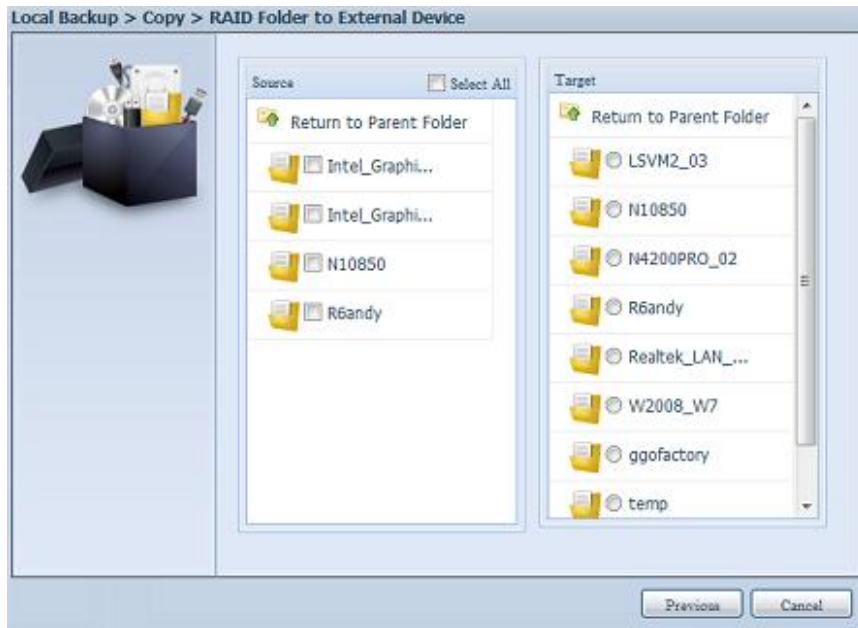 Local Backup > Copy > RAID Folder to External Device
Source
Select All
Return to Parent Folder
Intel_Graphi...
Intel_Graphi...
N10850
R6andy
Target
Return to Parent Folder
LSVM2_03
N10850
N4200PRO_02
R6andy
Realtek_LAN_...
W2008_W7
ggofactory
temp
Previous
Cancel